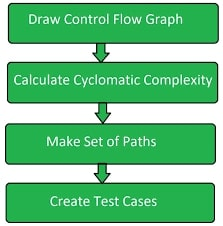 Draw Control Flow Graph
Calculate Cyclomatic Complexity
Make Set of Paths
Create Test Cases